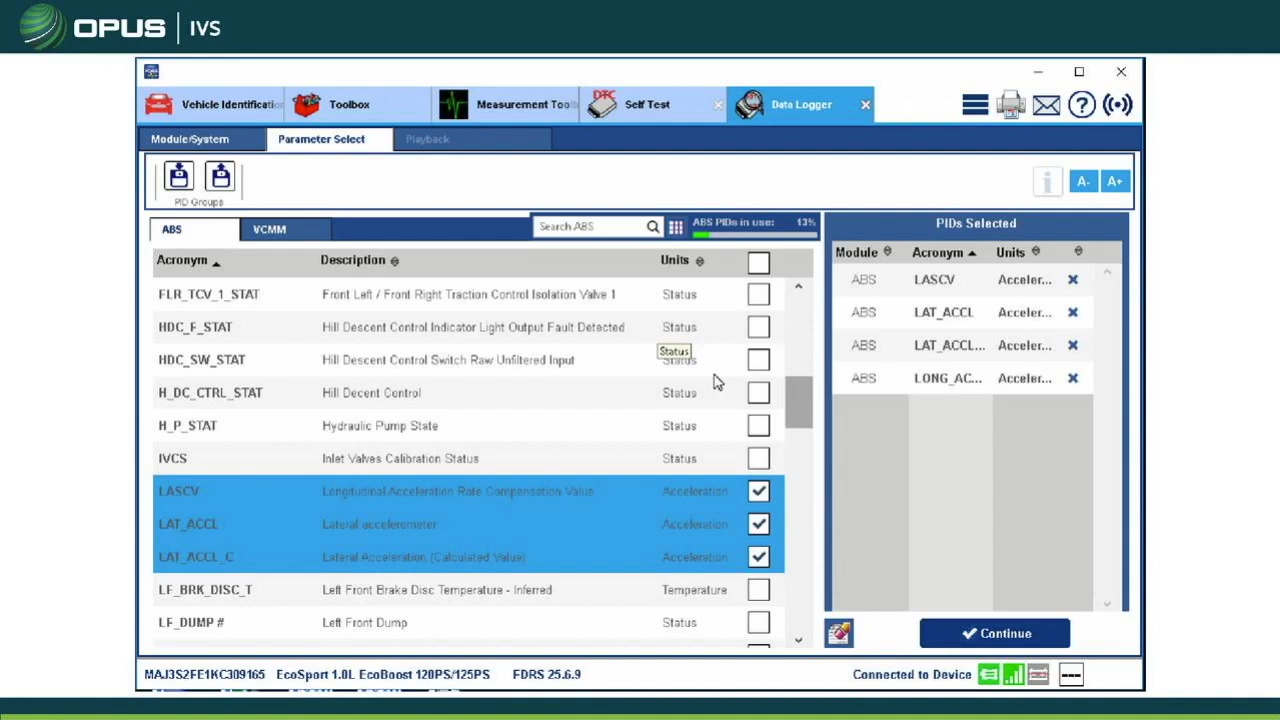 OPUS | IVS
Vehicle Identificatio
Toolbox
Measurement Tool
DTC
Self Test
Data Logger
Module/System
Parameter Select
Playback
PID Groups
A-
A+
ABS
VCMM
Search ABS
ABS PIDs in use: 13%
Acronym Description Units
FLR_TCV_1_STAT Front Left / Front Right Traction Control Isolation Valve 1 Status
HDC_F_STAT Hill Descent Control Indicator Light Output Fault Detected Status
Status
HDC_SW_STAT Hill Descent Control Switch Raw Unfiltered Input Status
H_DC_CTRL_STAT Hill Decent Control Status
H_P_STAT Hydraulic Pump State Status
IVCS Inlet Valves Calibration Status Status
LASCV Longitudinal Acceleration Rate Compensation Value Acceleration
LAT_ACCL Lateral accelerometer Acceleration
LAT_ACCL_C Lateral Acceleration (Calculated Value) Acceleration
LF_BRK_DISC_T Left Front Brake Disc Temperature - Inferred Temperature
LF_DUMP # Left Front Dump Status
PIDs Selected
Module Acronym Units
ABS LASCV Acceler...
ABS LAT_ACCL Acceler...
ABS LAT_ACCL... Acceler...
ABS LONG_AC... Acceler...
Continue
MAJ3S2FE1KC309165 EcoSport 1.0L EcoBoost 120PS/125PS FDRS 25.6.9
Connected to Device
---